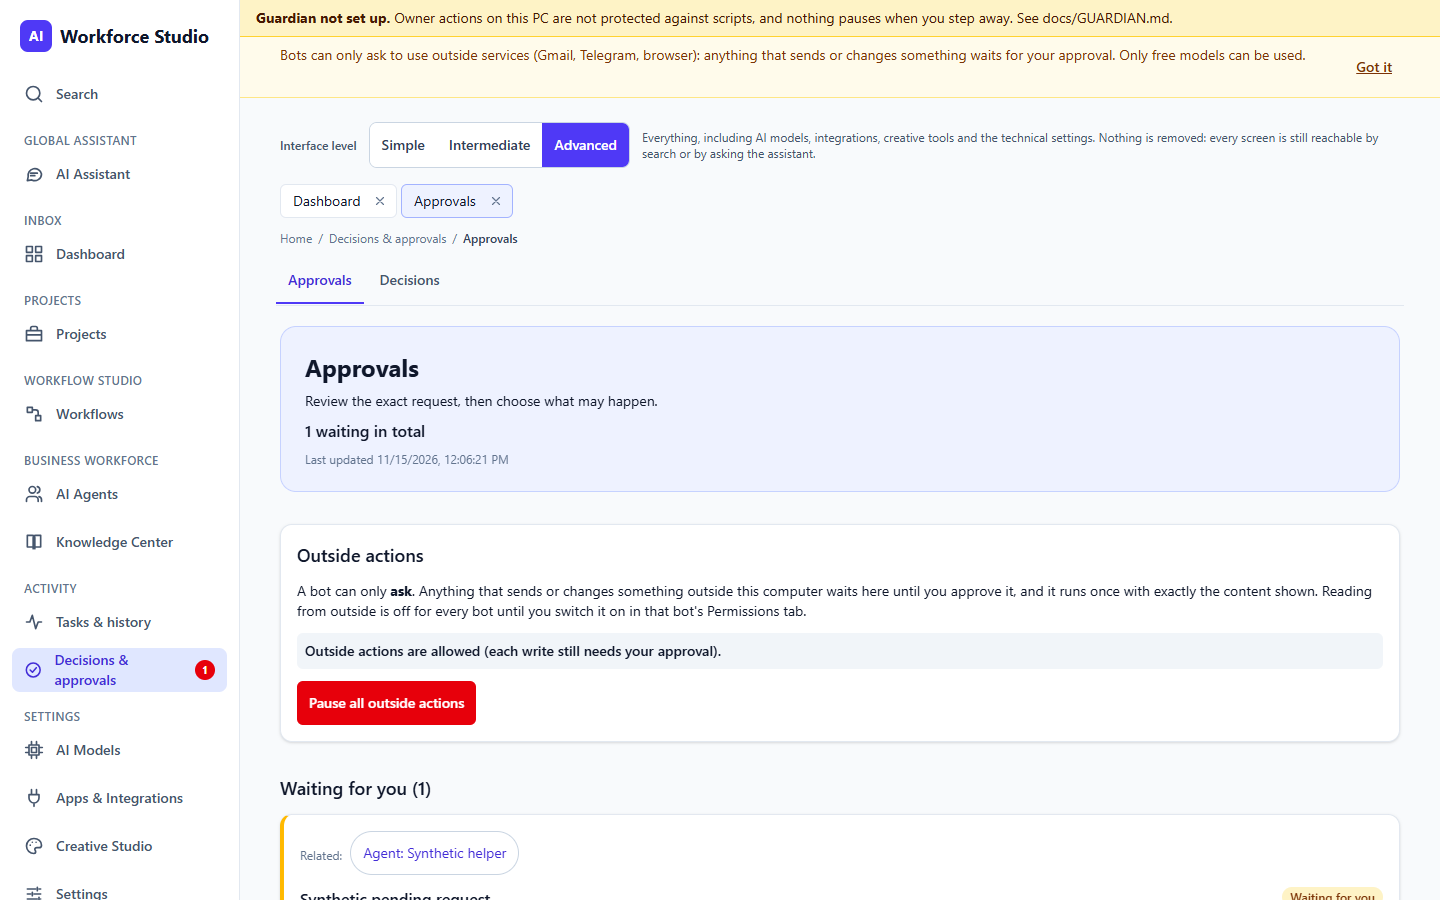 Guardian not set up. Owner actions on this PC are not protected against scripts, and nothing pauses when you step away. See docs/GUARDIAN.md.
Bots can only ask to use outside services (Gmail, Telegram, browser): anything that sends or changes something waits for your approval. Only free models can be used.
Got it
AI Workforce Studio
Search
GLOBAL ASSISTANT
AI Assistant
INBOX
Dashboard
PROJECTS
Projects
WORKFLOW STUDIO
Workflows
BUSINESS WORKFORCE
AI Agents
Knowledge Center
ACTIVITY
Tasks & history
Decisions &
approvals
1
SETTINGS
AI Models
Apps & Integrations
Creative Studio
Settings
Interface level
Simple Intermediate Advanced
Everything, including AI models, integrations, creative tools and the technical settings. Nothing is removed: every screen is still reachable by
search or by asking the assistant.
Dashboard × Approvals ×
Home / Decisions & approvals / Approvals
Approvals Decisions
Approvals
Review the exact request, then choose what may happen.
1 waiting in total
Last updated 11/15/2026, 12:06:21 PM
Outside actions
A bot can only ask. Anything that sends or changes something outside this computer waits here until you approve it, and it runs once with exactly the content shown. Reading
from outside is off for every bot until you switch it on in that bot's Permissions tab.
Outside actions are allowed (each write still needs your approval).
Pause all outside actions
Waiting for you (1)
Related: Agent: Synthetic helper
Synthetic pending request
Waiting for you